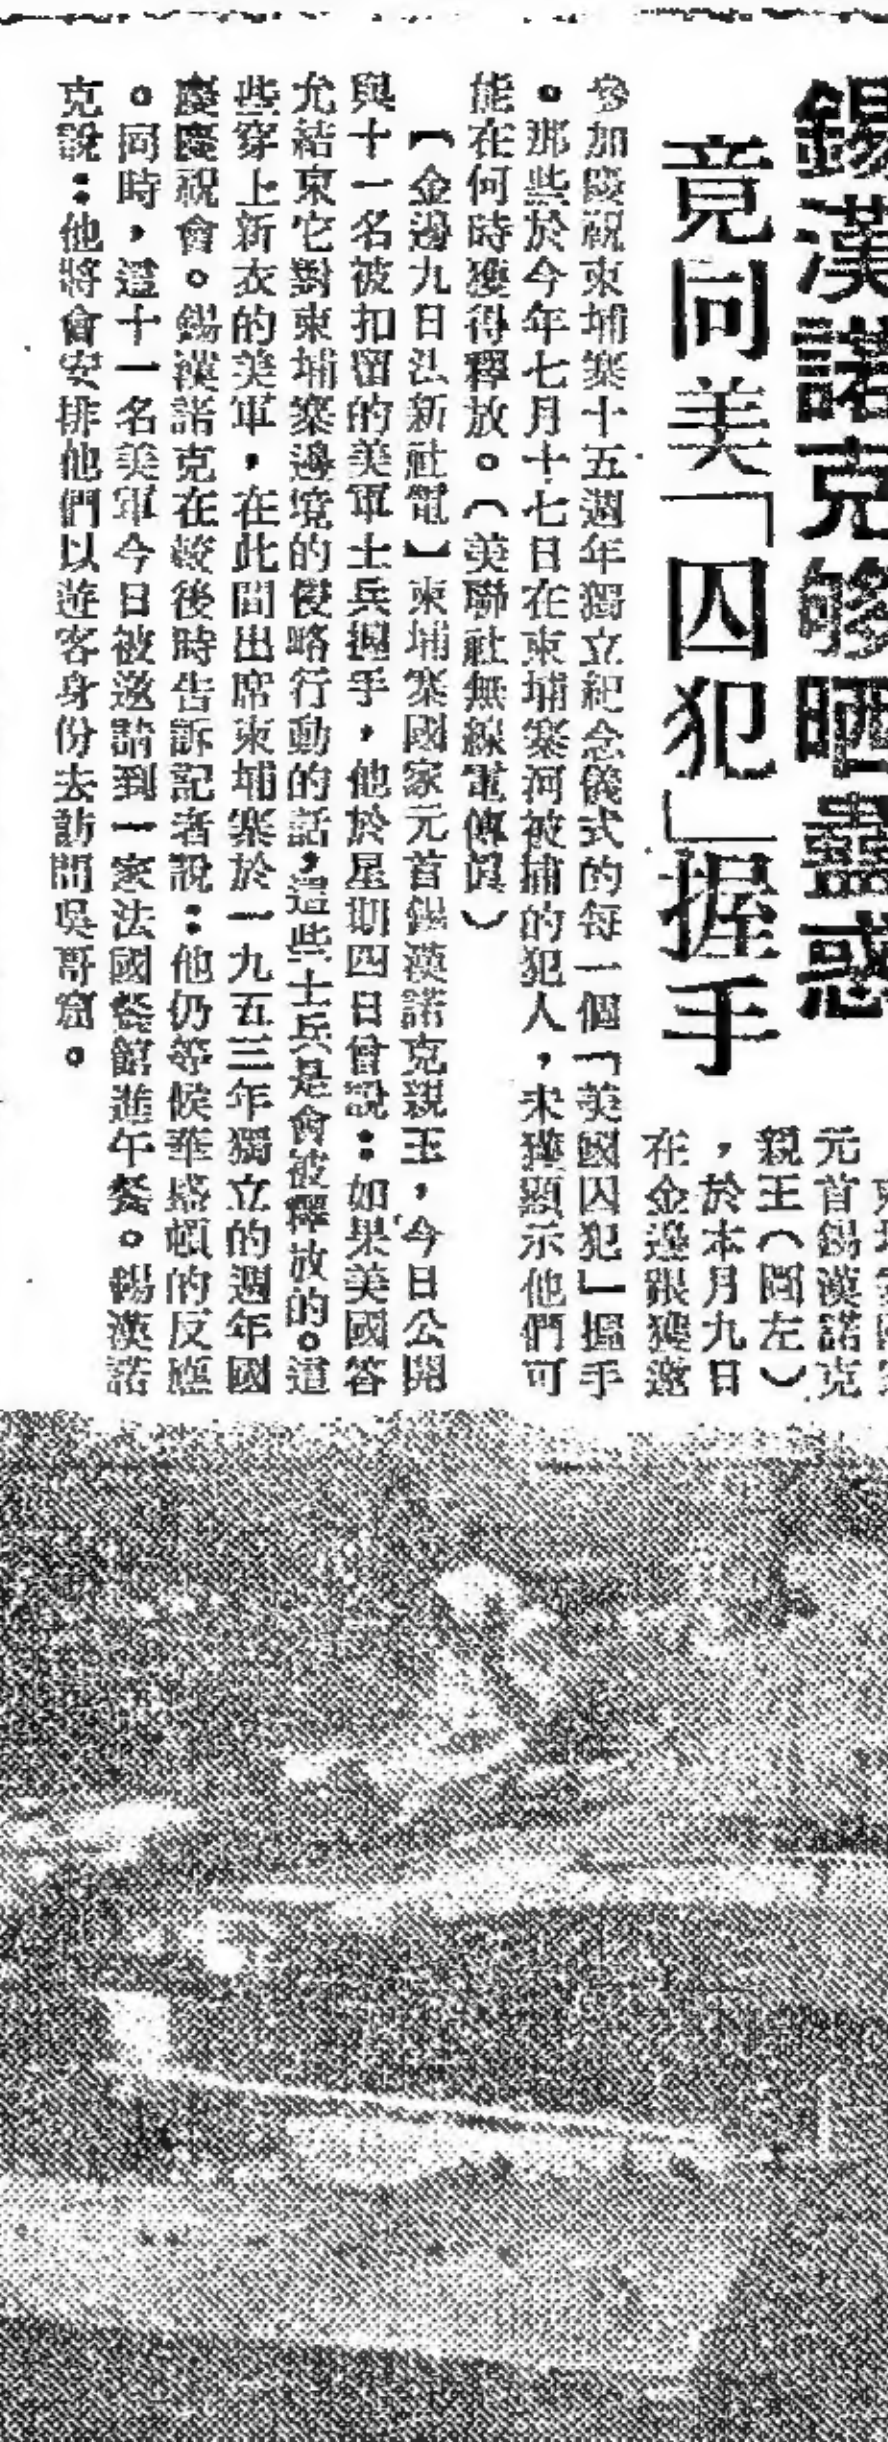 錫漢諾克够晒蠱惑
竟同美「囚犯」握手
元首錫漢諾克
親王（圖左）
，於本月九日
在金邊跟獲邀
參加慶祝柬埔寨十五週年獨立紀念儀式的每一個「美國囚犯」握手
。那些於今年七月十七日在柬埔寨河被捕的犯人，未獲顯示他們可
能在何時獲得釋放。（美聯社無線電傳眞）
【金邊九日法新社電】柬埔寨國家元首錫漢諾克親王，今日公開
與十一名被扣留的美軍士兵握手，他於星期四日曾說：如果美國答
允結束它對柬埔寨邊境的侵略行動的話，這些士兵是會被釋放的。這
些穿上新衣的美軍，在此間出席柬埔寨於一九五三年獨立的週年國
慶慶祝會。錫漢諾克在較後時告訴記者說：他仍等候華盛頓的反應
。同時，這十一名美軍今日被邀請到一家法國餐館進午餐。錫漢諾
克說：他將會安排他們以遊客身份去訪問吳哥窟。